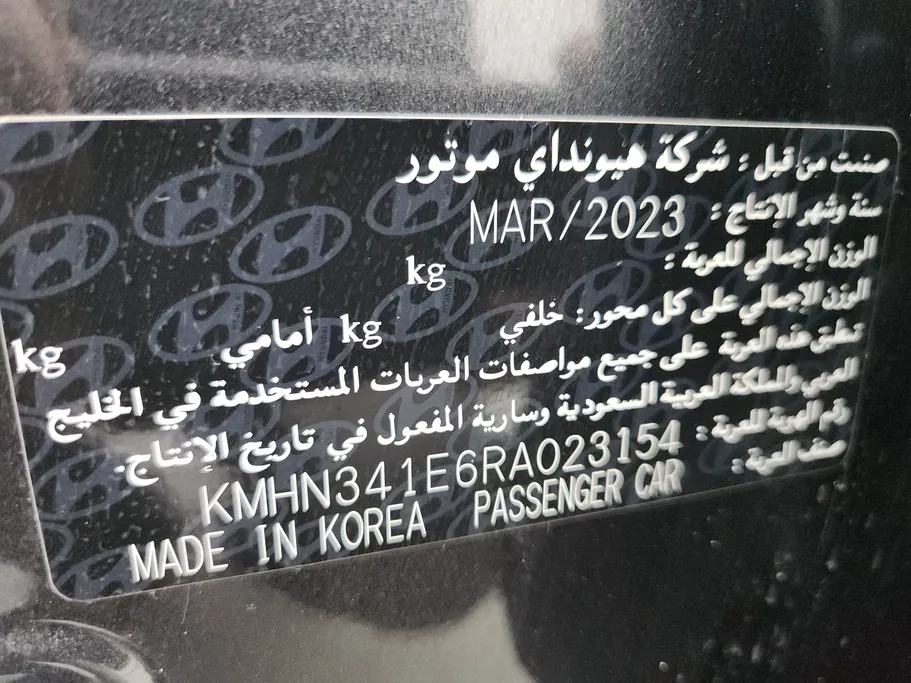 صنعت من قبل : شركة هيونداي موتور
سنة وشهر الإنتاج : MAR/2023
الوزن الإجمالي للعربة : kg
الوزن الإجمالي على كل محور: خلفي kg أمامي kg
تنطبق هذه العربة على جميع مواصفات العربات المستخدمة في الخليج
العربي والمملكة العربية السعودية وسارية المفعول في تاريخ الإنتاج.
رقم الهوية للعربة : KMHN341E6RA023154
صنف العربة : PASSENGER CAR
MADE IN KOREA